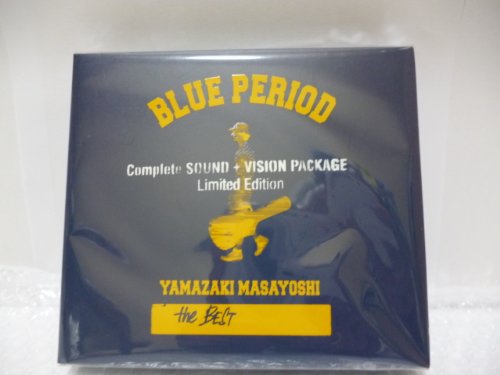 BLUE PERIOD
Complete SOUND + VISION PACKAGE
Limited Edition
YAMAZAKI MASAYOSHI
the BEST